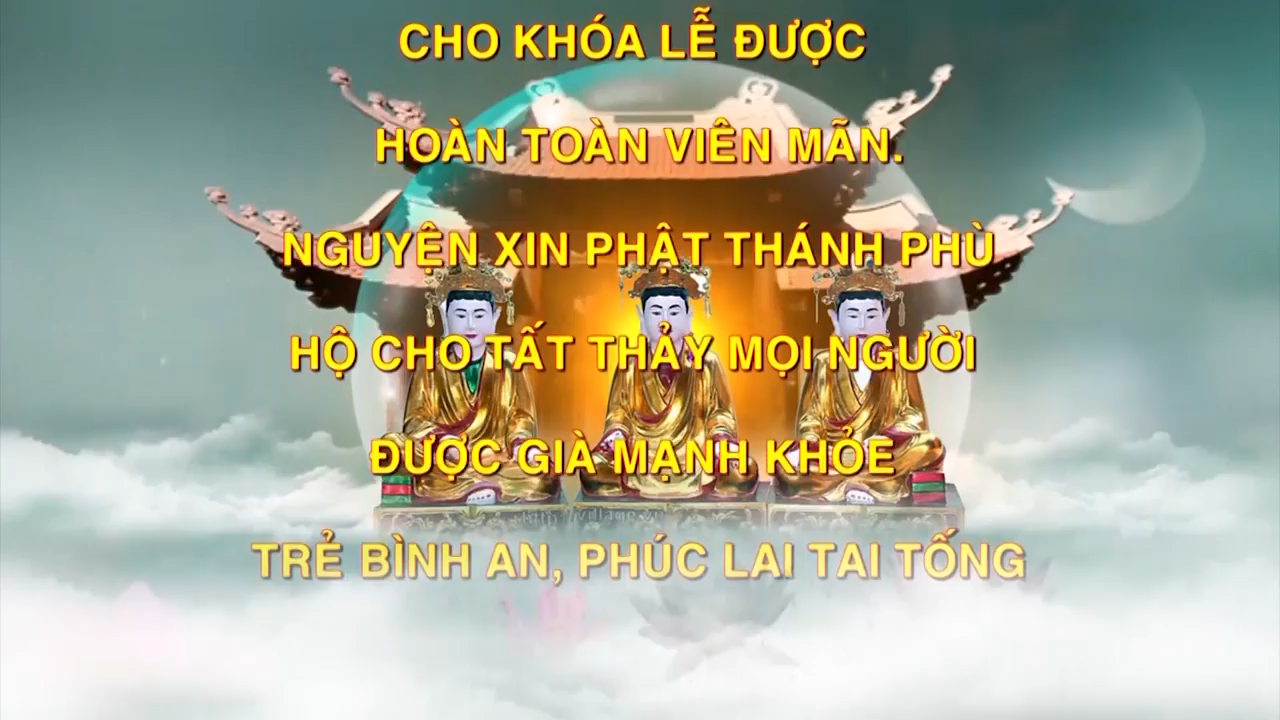 CHO KHÓA LỄ ĐƯỢC
HOÀN TOÀN VIÊN MÃN.
NGUYỆN XIN PHẬT THÁNH PHÙ
HỘ CHO TẤT THẢY MỌI NGƯỜI
ĐƯỢC GIÀ MẠNH KHỎE
TRẺ BÌNH AN, PHÚC LAI TAI TỐNG